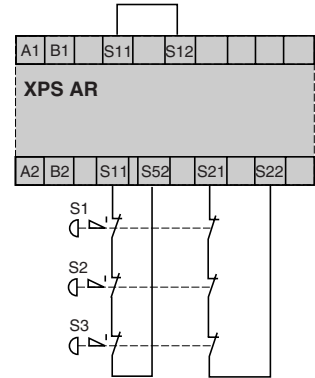 A1 B1 S11 S12
XPS AR
A2 B2 S11 S52 S21 S22
S1
S2
S3